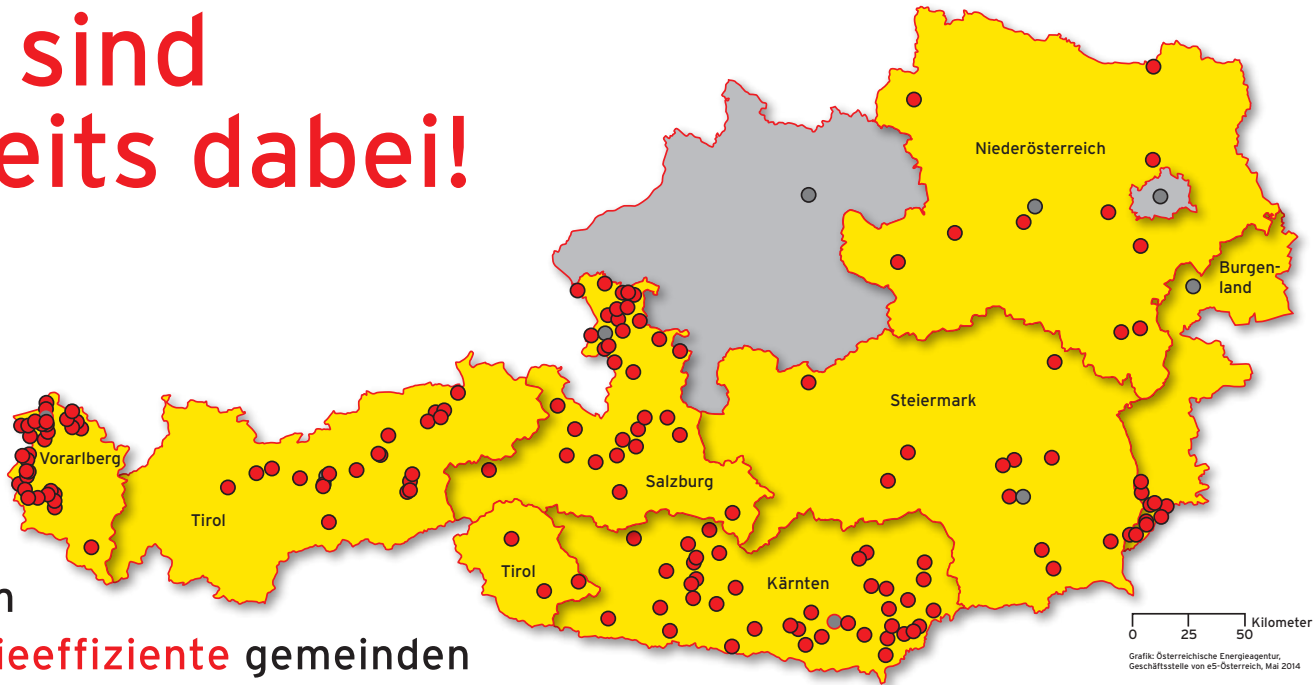 sind
eits dabei!
Niederösterreich
Burgen-
land
Steiermark
Vorarlberg
Salzburg
Tirol
Tirol
Kärnten
n
ieeffiziente gemeinden
Kilometer
0 25 50
Grafik: Österreichische Energieagentur,
Geschäftsstelle von e5-Österreich, Mai 2014